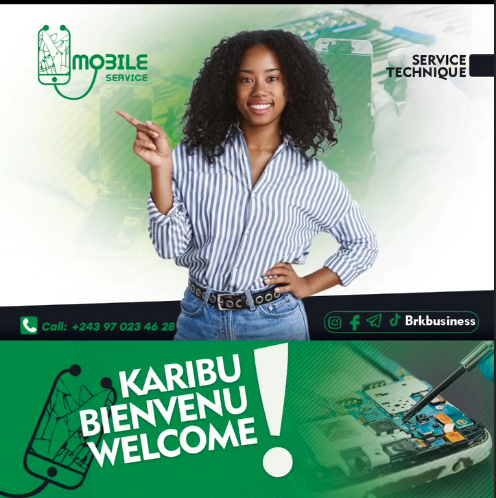 MOBILE
SERVICE
SERVICE
TECHNIQUE
Call: +243 97 023 46 28
Brkbusiness
KARIBU
BIENVENU
WELCOME!